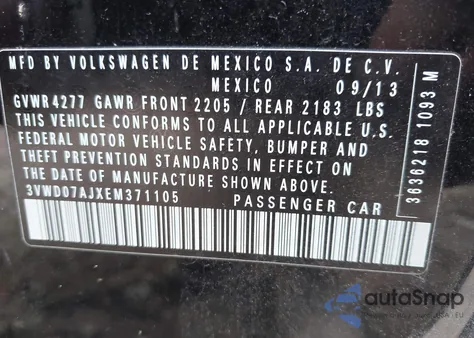 MFD BY VOLKSWAGEN DE MEXICO S.A. DE C.V.
MEXICO 09/13
GVWR 4277 GAWR FRONT 2205 / REAR 2183 LBS
THIS VEHICLE CONFORMS TO ALL APPLICABLE U.S.
FEDERAL MOTOR VEHICLE SAFETY, BUMPER AND
THEFT PREVENTION STANDARDS IN EFFECT ON
THE DATE OF MANUFACTURE SHOWN ABOVE.
3VWD07AJXEM371105 PASSENGER CAR
3636218 1093 M
autoSnap